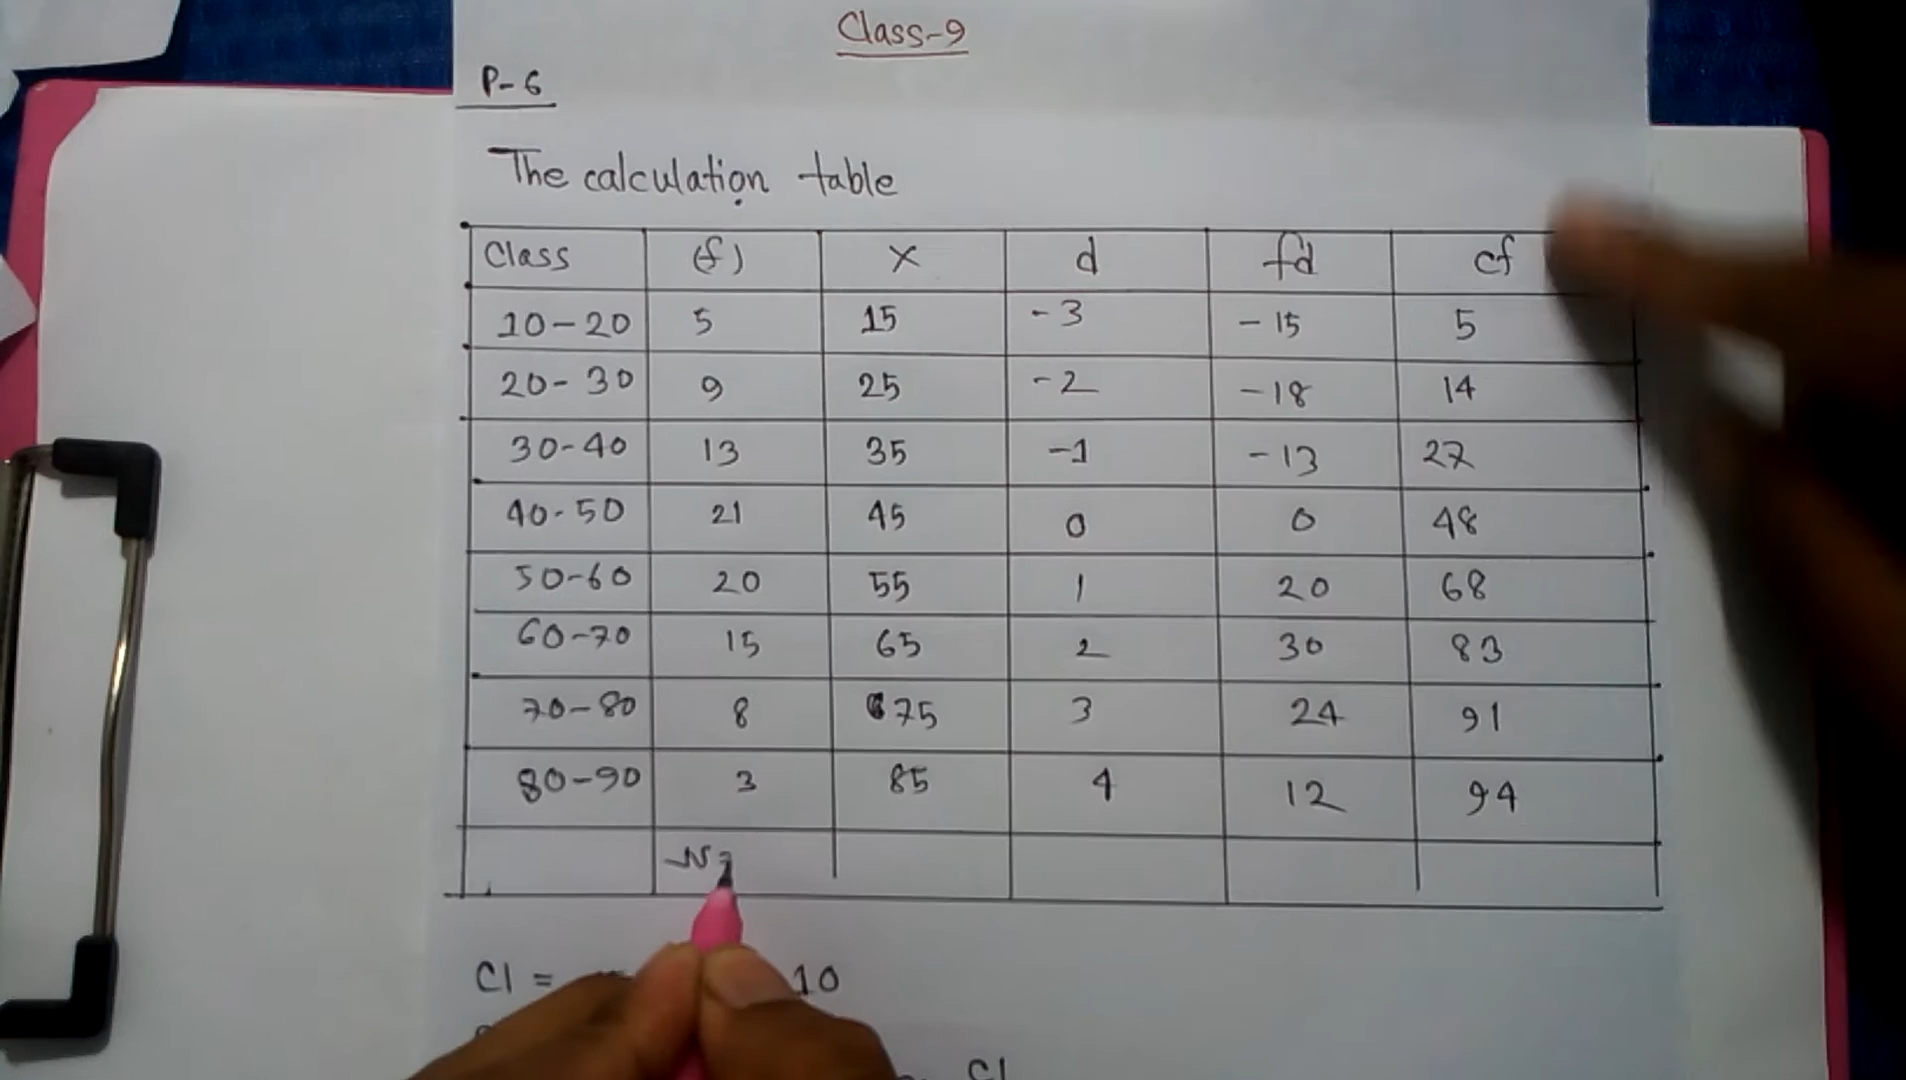 Class-9
P-6
The calculation table
Class (f) x d fd cf
10-20 5 15 -3 -15 5
20-30 9 25 -2 -18 14
30-40 13 35 -1 -13 27
40-50 21 45 0 0 48
50-60 20 55 1 20 68
60-70 15 65 2 30 83
70-80 8 75 3 24 91
80-90 3 85 4 12 94
N
CI = 10
CI